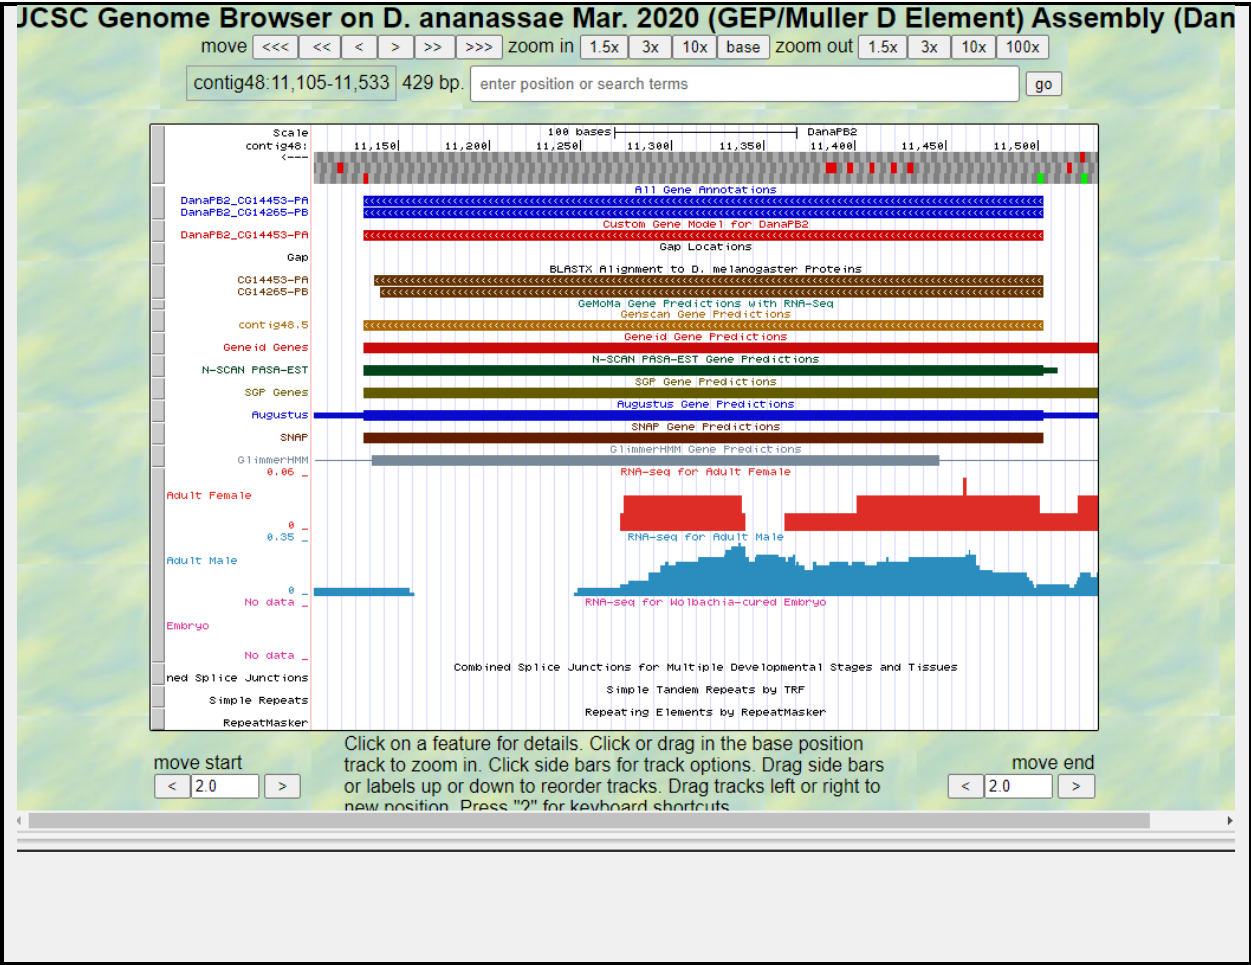 UCSC Genome Browser on D. ananassae Mar. 2020 (GEP/Muller D Element) Assembly (Dan
move <<< << < > >> >>> zoom in 1.5x 3x 10x base zoom out 1.5x 3x 10x 100x
contig48:11,105-11,533 429 bp. enter position or search terms go
Scale 100 bases DanaPB2
contig48: 11,150 11,200 11,250 11,300 11,350 11,400 11,450 11,500
<---
All Gene Annotations
DanaPB2_CG14453-PA
DanaPB2_CG14265-PB
Custom Gene Model for DanaPB2
DanaPB2_CG14453-PA
Gap Locations
Gap
BLASTX Alignment to D. melanogaster Proteins
CG14453-PA
CG14265-PB
GeMoMa Gene Predictions with RNA-Seq
Genscan Gene Predictions
contig48.5
Geneid Gene Predictions
Geneid Genes
N-SCAN PASA-EST Gene Predictions
N-SCAN PASA-EST
SGP Gene Predictions
SGP Genes
Augustus Gene Predictions
Augustus
SNAP Gene Predictions
SNAP
GlimmerHMM Gene Predictions
GlimmerHMM
0.06 _ RNA-seq for Adult Female
Adult Female
0 _
0.35 _ RNA-seq for Adult Male
Adult Male
0 _
No data _ RNA-seq for Wolbachia-cured Embryo
Embryo
No data _
Combined Splice Junctions for Multiple Developmental Stages and Tissues
ned Splice Junctions
Simple Tandem Repeats by TRF
Simple Repeats
Repeating Elements by RepeatMasker
RepeatMasker
move start
< 2.0 >
Click on a feature for details. Click or drag in the base position
track to zoom in. Click side bars for track options. Drag side bars
or labels up or down to reorder tracks. Drag tracks left or right to
new position. Press "?" for keyboard shortcuts.
move end
< 2.0 >